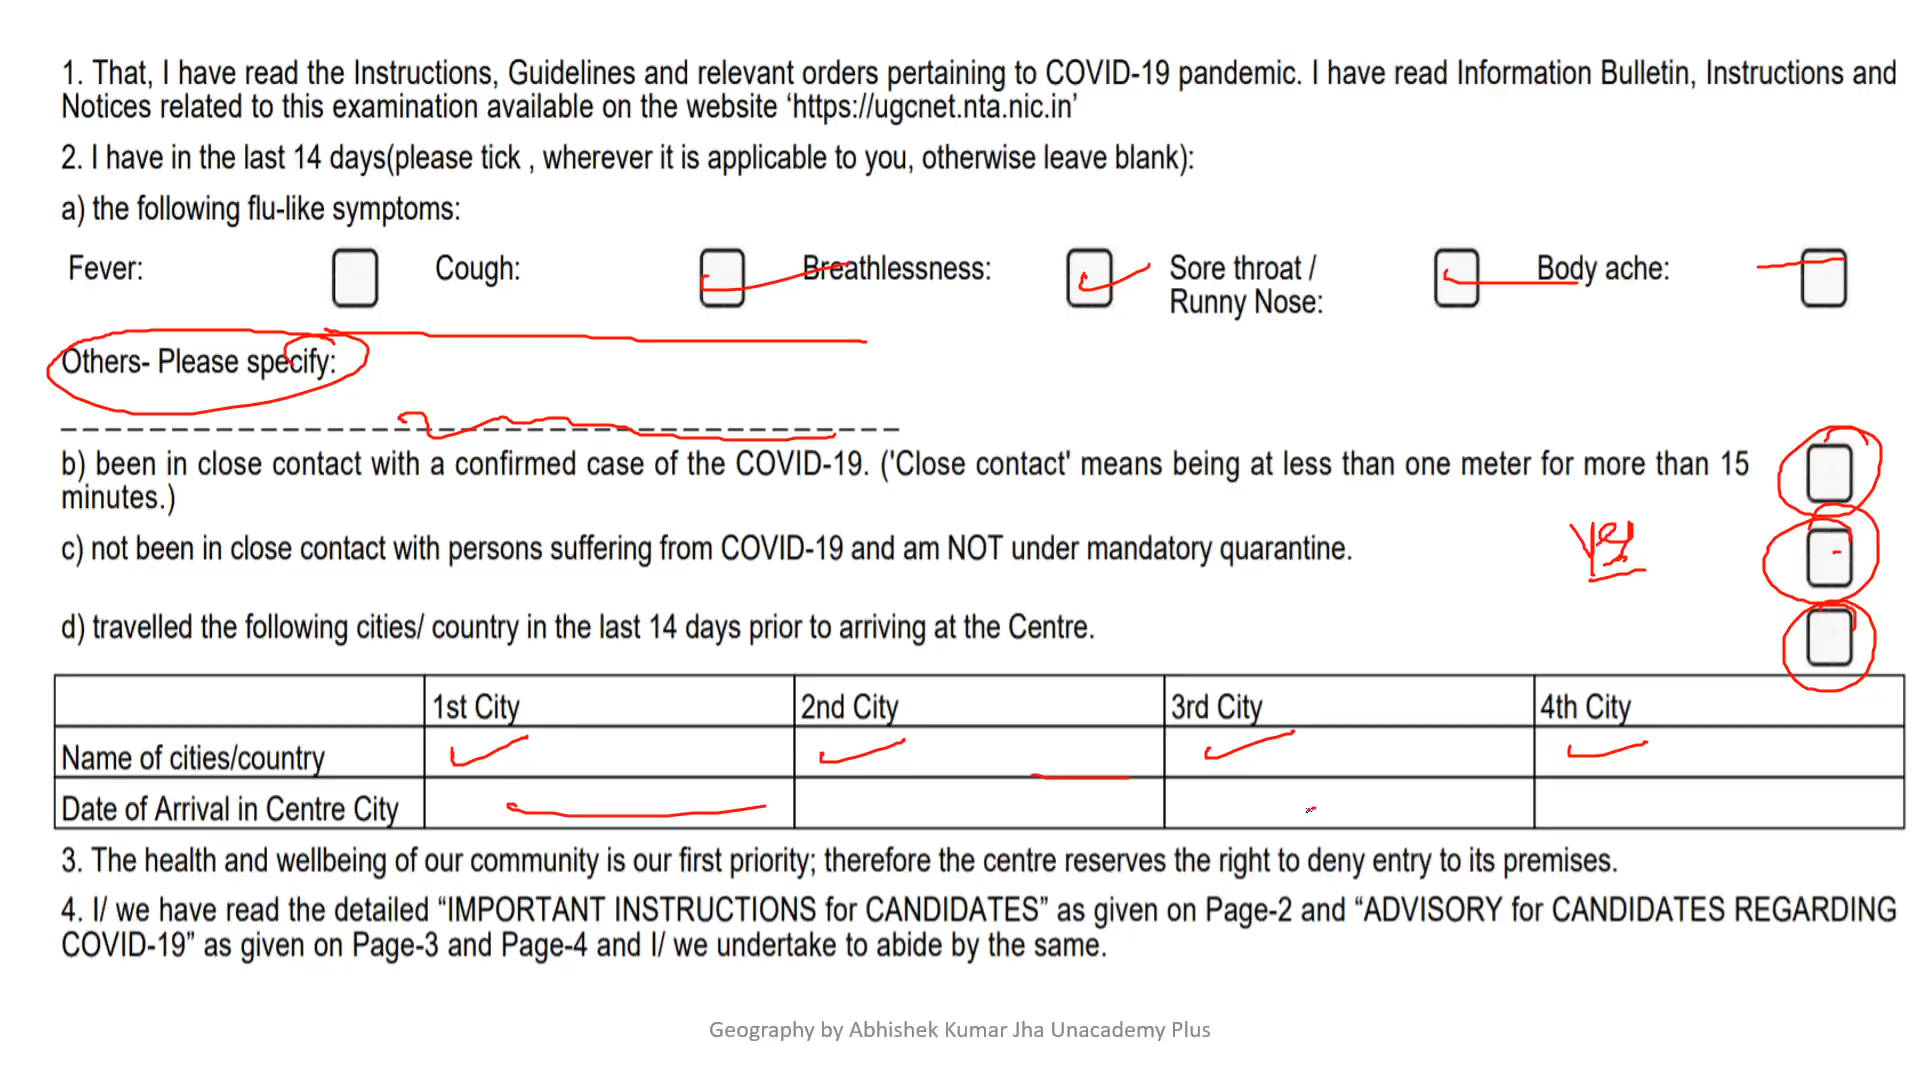 1. That, I have read the Instructions, Guidelines and relevant orders pertaining to COVID-19 pandemic. I have read Information Bulletin, Instructions and
Notices related to this examination available on the website ‘https://ugcnet.nta.nic.in’
2. I have in the last 14 days(please tick , wherever it is applicable to you, otherwise leave blank):
a) the following flu-like symptoms:
Fever: Cough: Breathlessness: Sore throat / Body ache:
Runny Nose:
Others- Please specify:
b) been in close contact with a confirmed case of the COVID-19. ('Close contact' means being at less than one meter for more than 15
minutes.)
Yes
c) not been in close contact with persons suffering from COVID-19 and am NOT under mandatory quarantine.
d) travelled the following cities/ country in the last 14 days prior to arriving at the Centre.
1st City 2nd City 3rd City 4th City
Name of cities/country
Date of Arrival in Centre City
3. The health and wellbeing of our community is our first priority; therefore the centre reserves the right to deny entry to its premises.
4. I/ we have read the detailed “IMPORTANT INSTRUCTIONS for CANDIDATES” as given on Page-2 and “ADVISORY for CANDIDATES REGARDING
COVID-19” as given on Page-3 and Page-4 and I/ we undertake to abide by the same.
Geography by Abhishek Kumar Jha Unacademy Plus